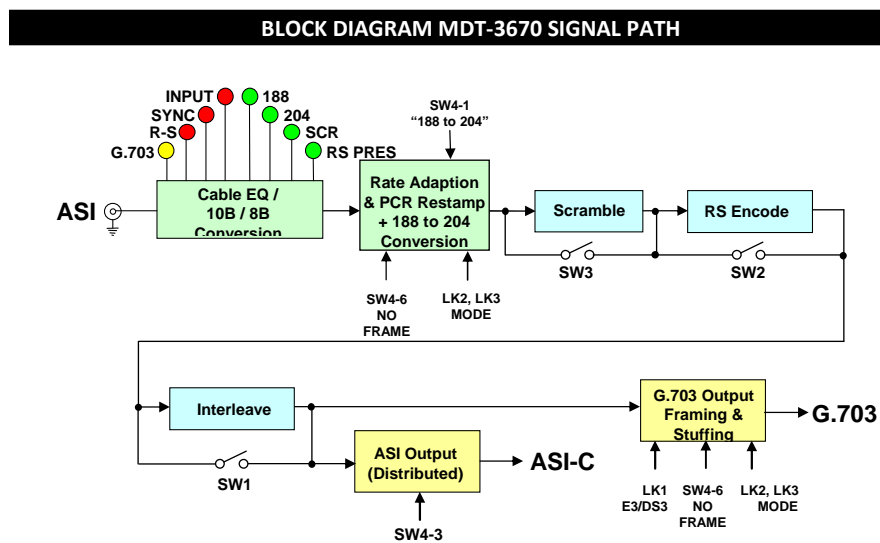 BLOCK DIAGRAM MDT-3670 SIGNAL PATH
INPUT
188
SYNC
204
R-S
SCR
G.703
RS PRES
SW4-1
“188 to 204”
ASI
Cable EQ /
10B / 8B
Conversion
Rate Adaption
& PCR Restamp
+ 188 to 204
Conversion
Scramble
RS Encode
SW3
SW2
SW4-6
NO
FRAME
LK2, LK3
MODE
Interleave
SW1
ASI Output
(Distributed)
ASI-C
SW4-3
G.703 Output
Framing &
Stuffing
G.703
LK1
E3/DS3
SW4-6
NO
FRAME
LK2, LK3
MODE